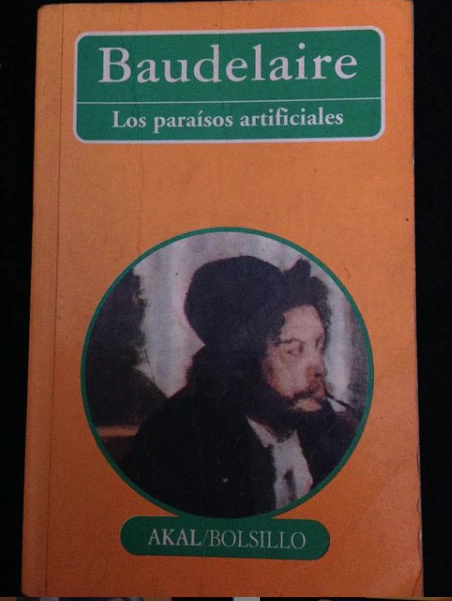 Baudelaire
Los paraísos artificiales
AKAL/BOLSILLO